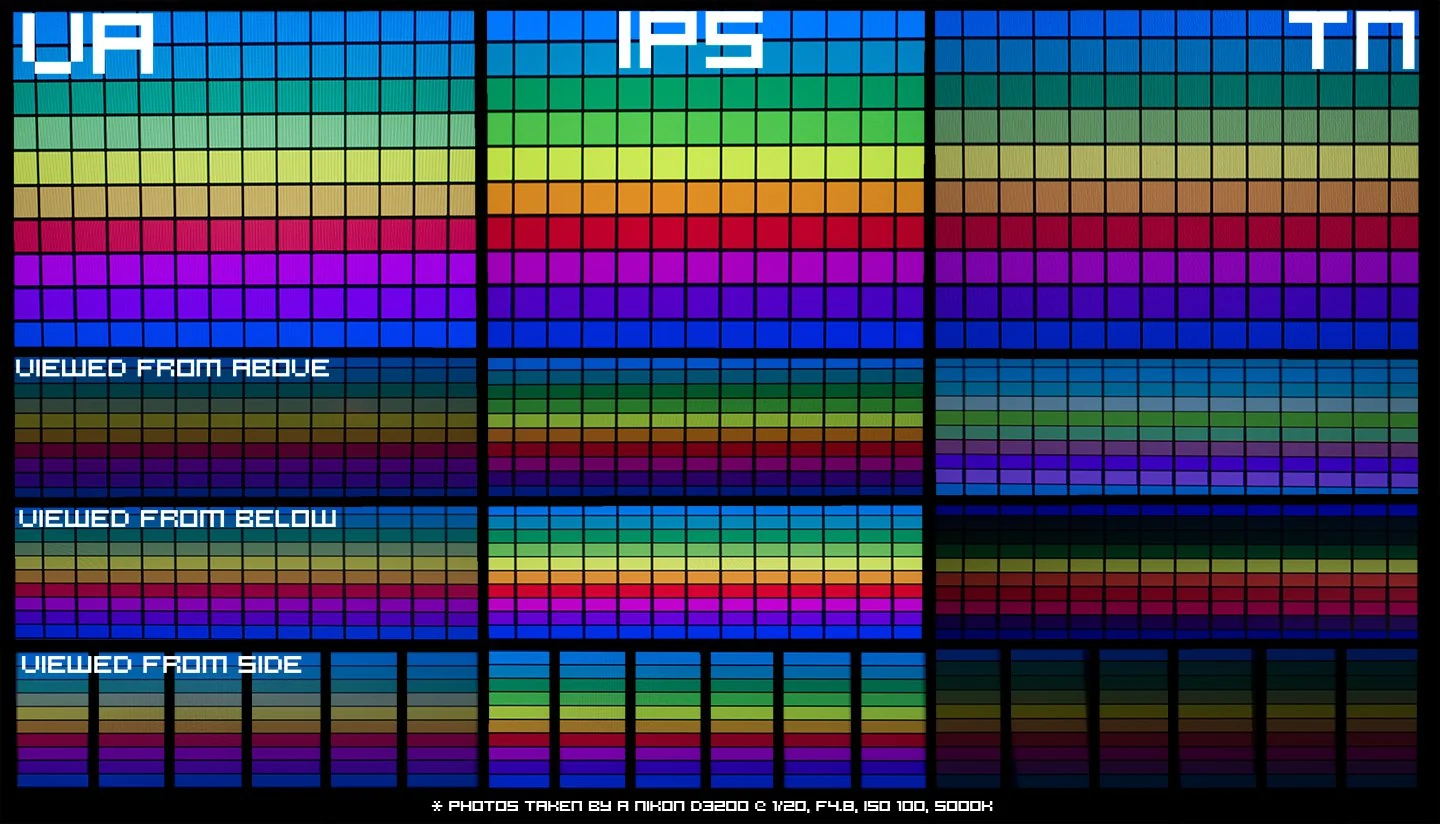 VA
IPS
TN
VIEWED FROM ABOVE
VIEWED FROM BELOW
VIEWED FROM SIDE
* PHOTOS TAKEN BY A NIKON D3200 @ 1/20, F4.8, ISO 100, 5000K